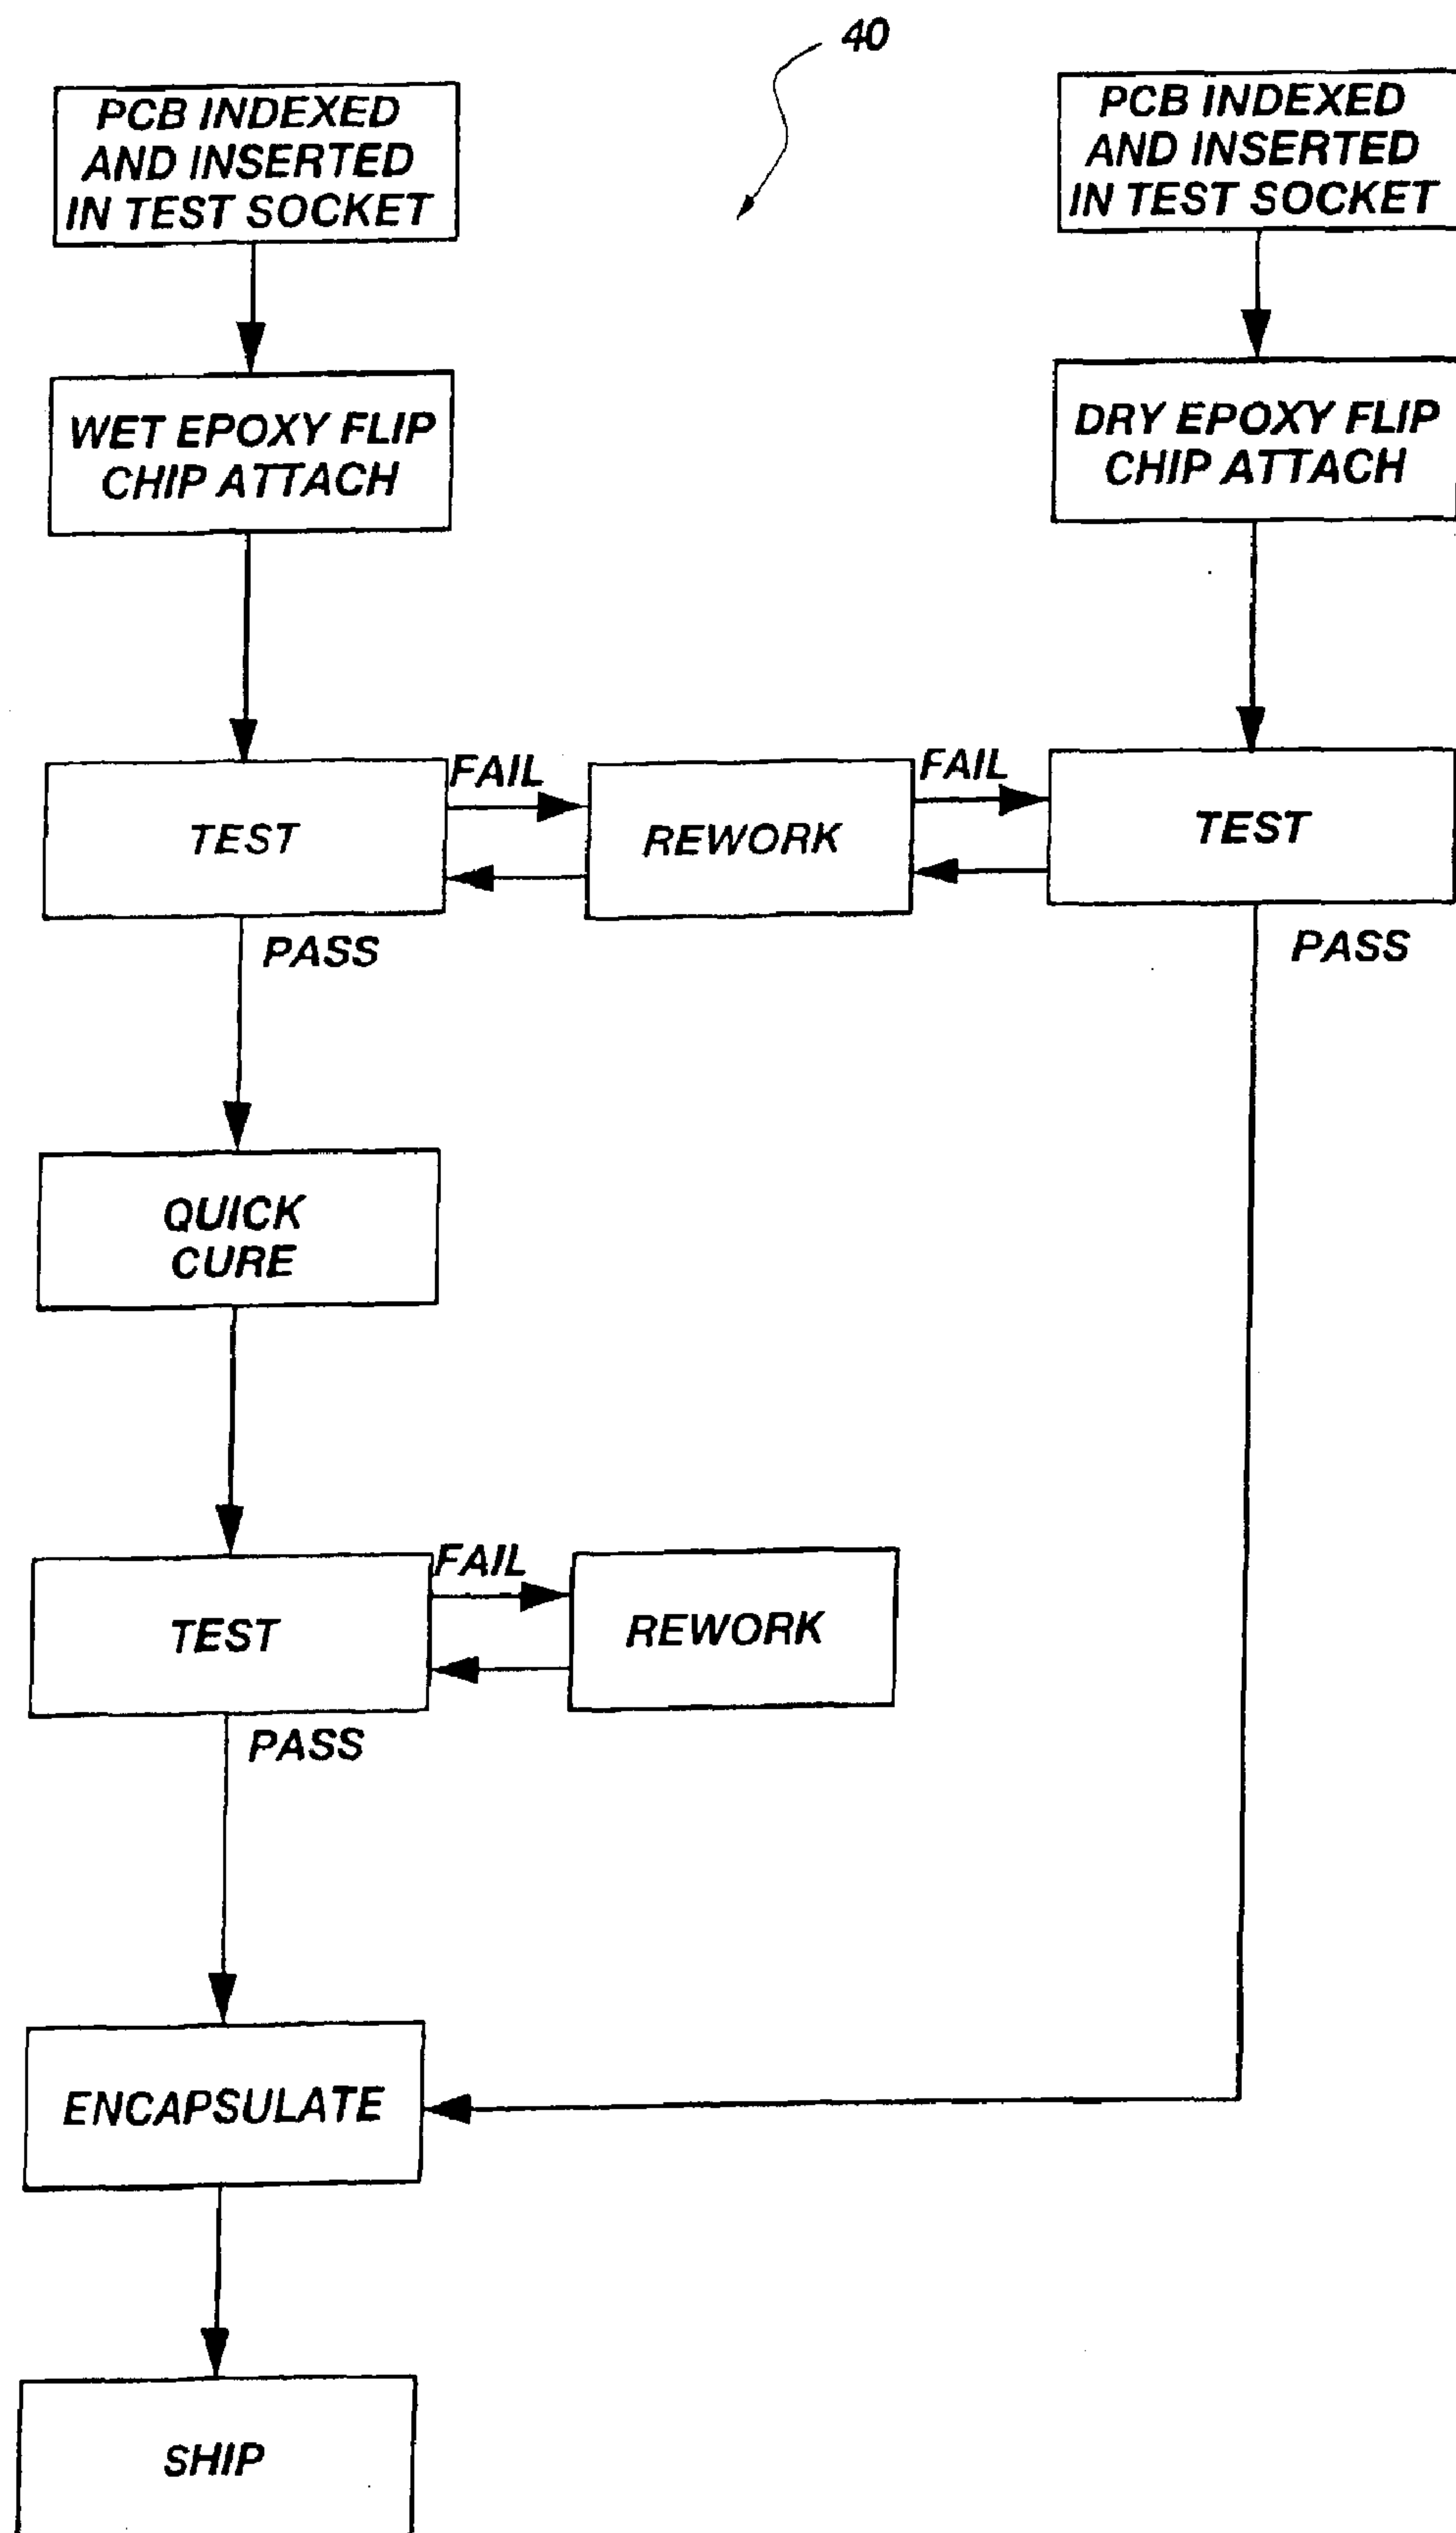 40
PCB INDEXED
AND INSERTED
IN TEST SOCKET
PCB INDEXED
AND INSERTED
IN TEST SOCKET
WET EPOXY FLIP
CHIP ATTACH
DRY EPOXY FLIP
CHIP ATTACH
TEST
FAIL
REWORK
FAIL
TEST
PASS
PASS
QUICK
CURE
TEST
FAIL
REWORK
PASS
ENCAPSULATE
SHIP